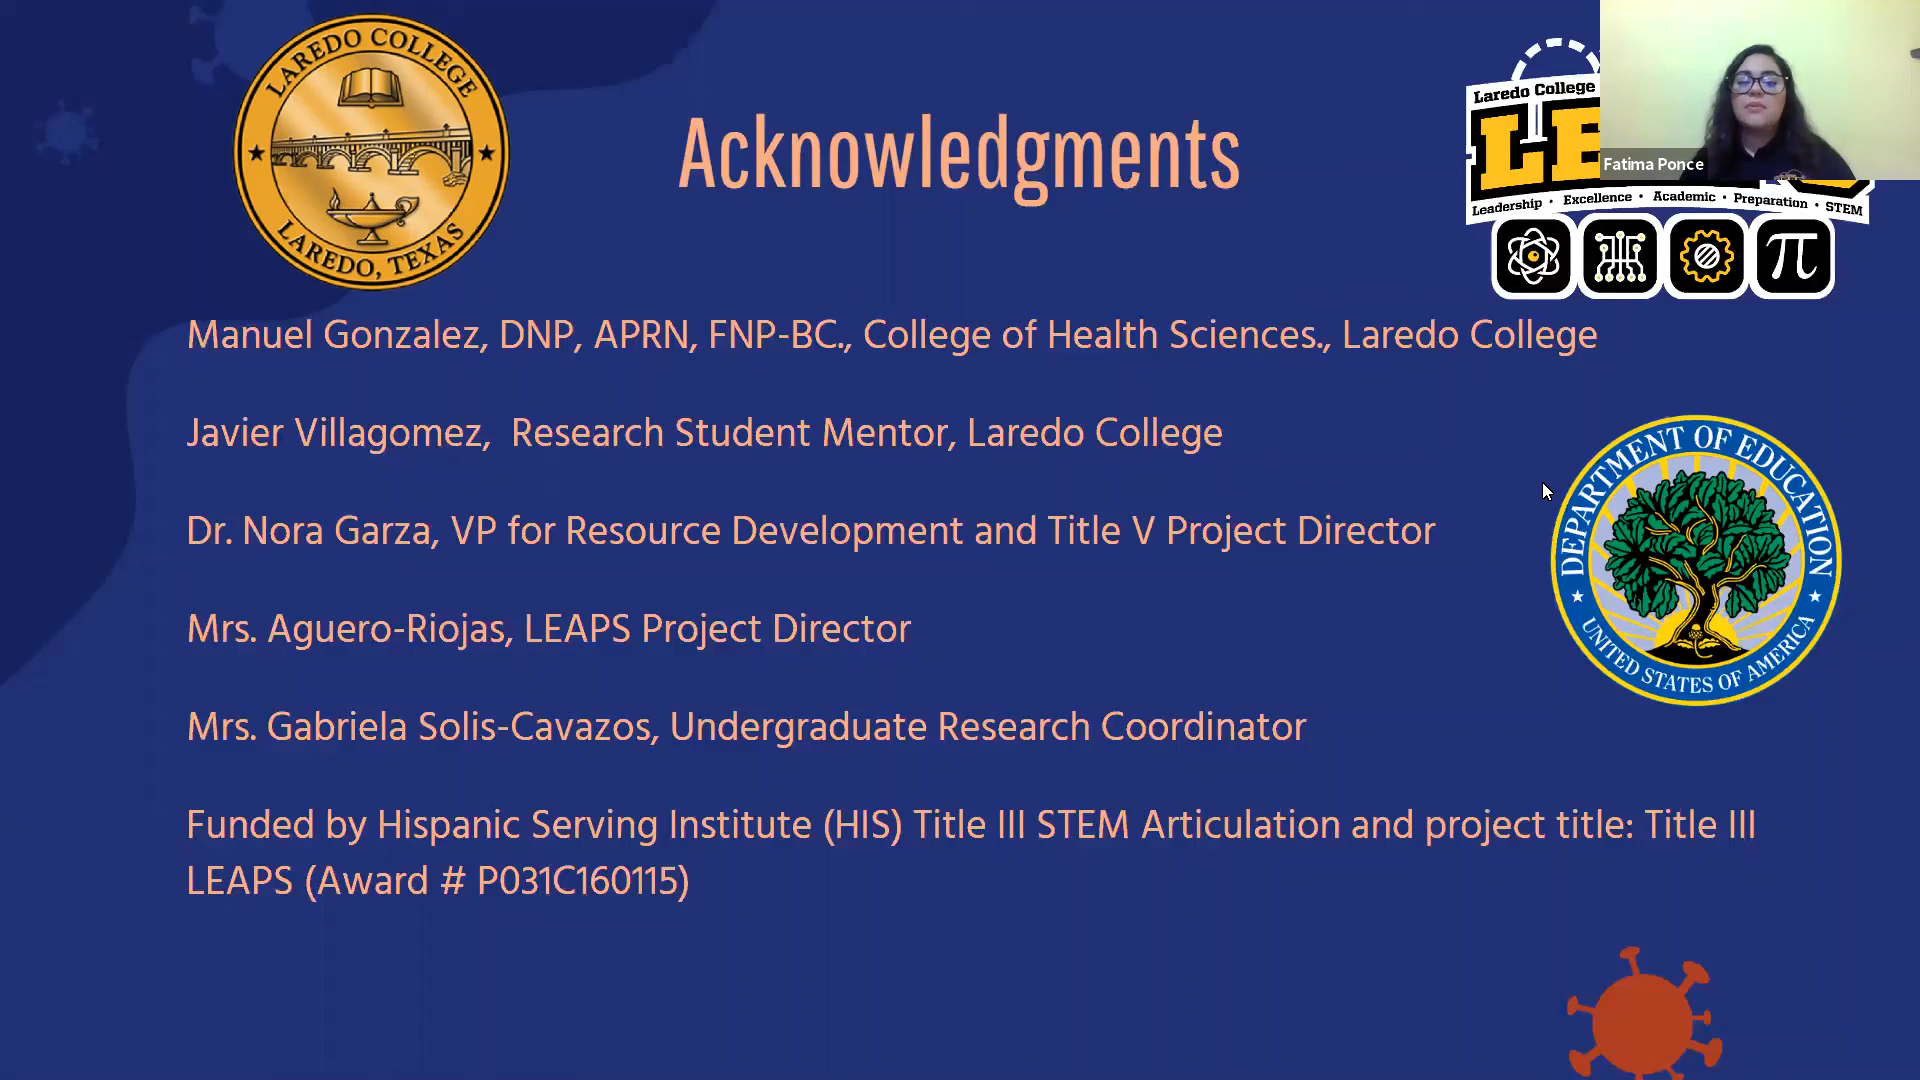 LAREDO COLLEGE
LAREDO, TEXAS
Acknowledgments
Laredo College
LE
Leadership · Excellence · Academic · Preparation · STEM
π
Fatima Ponce
Manuel Gonzalez, DNP, APRN, FNP-BC., College of Health Sciences., Laredo College
Javier Villagomez, Research Student Mentor, Laredo College
Dr. Nora Garza, VP for Resource Development and Title V Project Director
Mrs. Aguero-Riojas, LEAPS Project Director
Mrs. Gabriela Solis-Cavazos, Undergraduate Research Coordinator
Funded by Hispanic Serving Institute (HIS) Title III STEM Articulation and project title: Title III
LEAPS (Award # P031C160115)
DEPARTMENT OF EDUCATION
UNITED STATES OF AMERICA